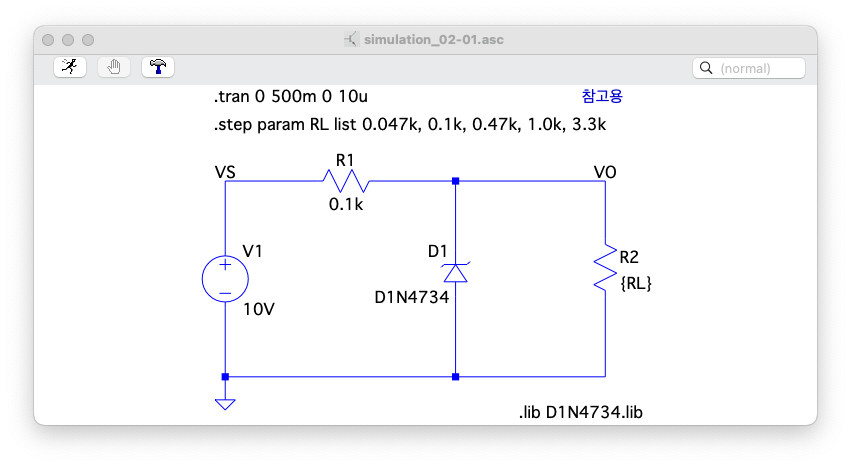 simulation_02-01.asc
(normal)
.tran 0 500m 0 10u
참고용
.step param RL list 0.047k, 0.1k, 0.47k, 1.0k, 3.3k
R1
VS
VO
0.1k
V1
D1
R2
{RL}
D1N4734
10V
.lib D1N4734.lib